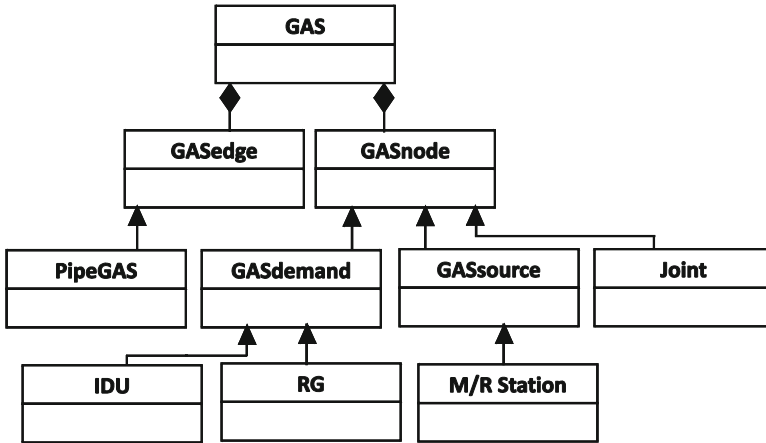 GAS
GASedge
GASnode
PipeGAS
GASdemand
GASsource
Joint
IDU
RG
M/R Station